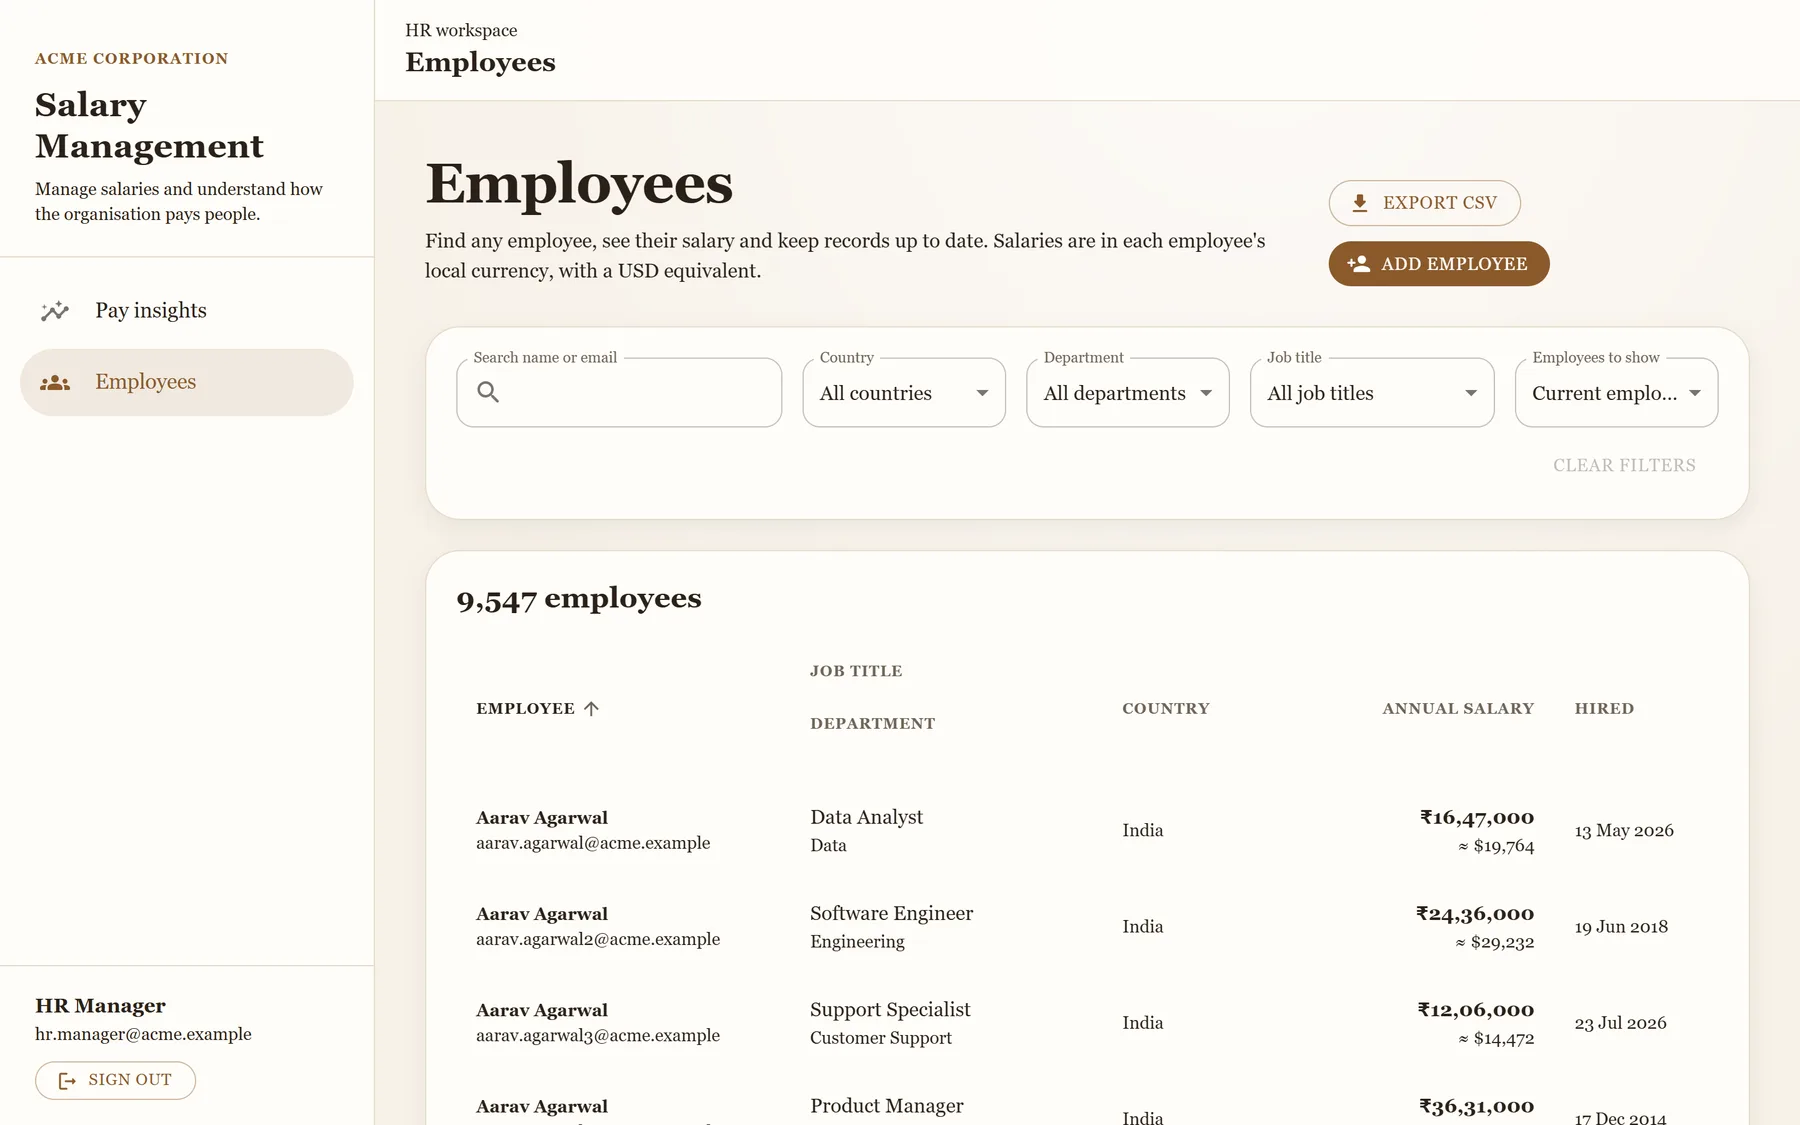 ACME CORPORATION
Salary
Management
Manage salaries and understand how
the organisation pays people.
Pay insights
Employees
HR Manager
hr.manager@acme.example
SIGN OUT
HR workspace
Employees
Employees
Find any employee, see their salary and keep records up to date. Salaries are in each employee's
local currency, with a USD equivalent.
EXPORT CSV
ADD EMPLOYEE
Search name or email
Country
All countries
Department
All departments
Job title
All job titles
Employees to show
Current emplo...
CLEAR FILTERS
9,547 employees
EMPLOYEE
JOB TITLE
DEPARTMENT
COUNTRY
ANNUAL SALARY
HIRED
Aarav Agarwal
aarav.agarwal@acme.example
Data Analyst
Data
India
₹16,47,000
≈ $19,764
13 May 2026
Aarav Agarwal
aarav.agarwal2@acme.example
Software Engineer
Engineering
India
₹24,36,000
≈ $29,232
19 Jun 2018
Aarav Agarwal
aarav.agarwal3@acme.example
Support Specialist
Customer Support
India
₹12,06,000
≈ $14,472
23 Jul 2026
Aarav Agarwal
Product Manager
India
₹36,31,000
17 Dec 2014